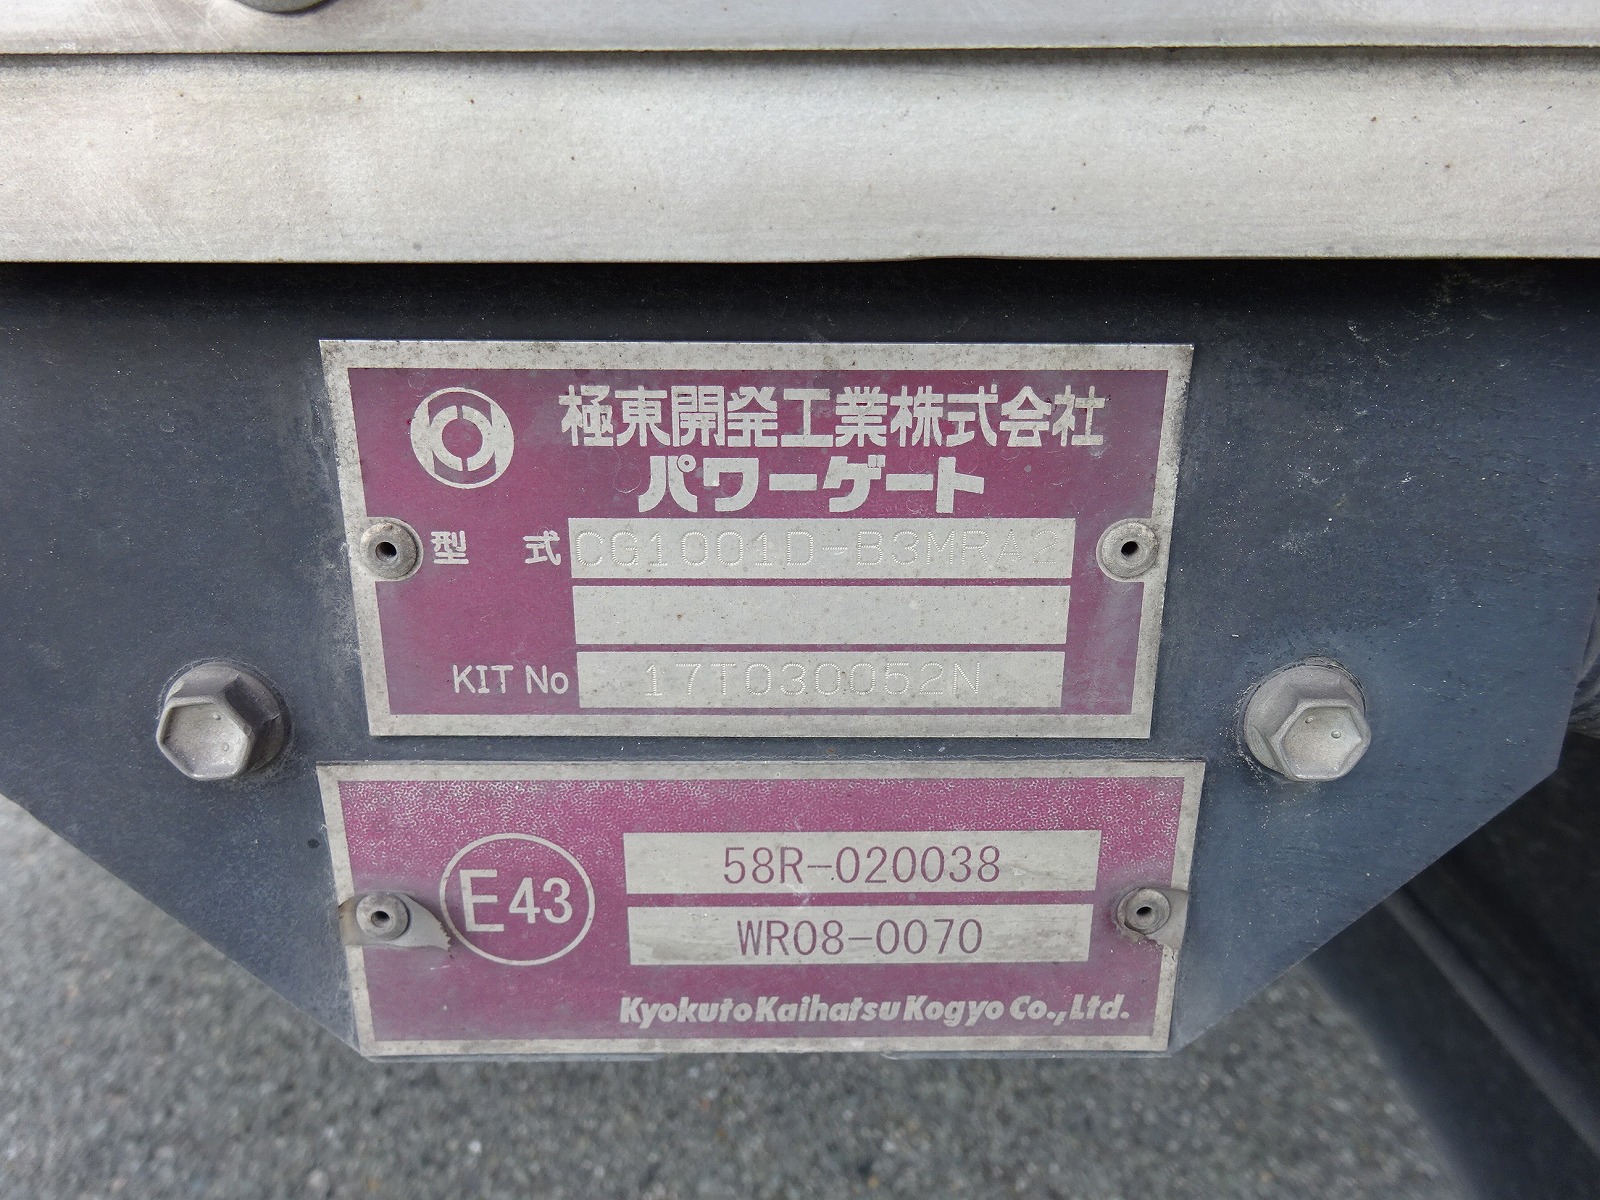 極東開発工業株式会社
パワーゲート
型 式 CG1001D-B3MRA2
KIT No 17T030052N
E43
58R-020038
WR08-0070
Kyokuto Kaihatsu Kogyo Co., Ltd.